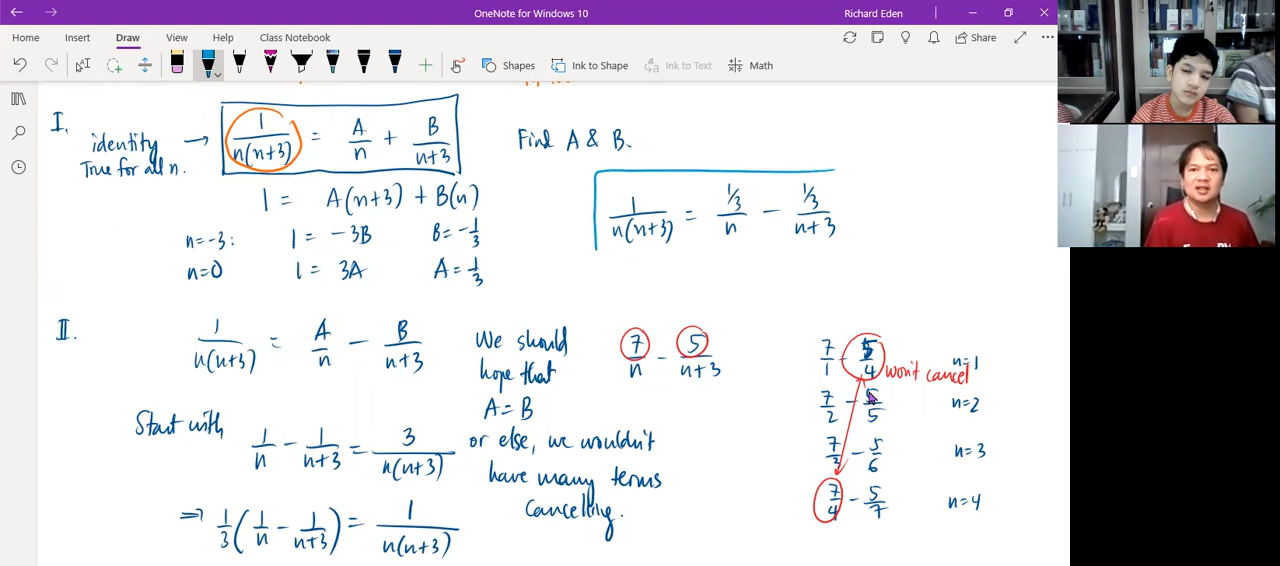 OneNote for Windows 10
Richard Eden
Home Insert Draw View Help Class Notebook
Share
Shapes Ink to Shape Ink to Text Math
I.
identity → 1/n(n+3) = A/n + B/n+3 Find A & B.
True for all n.
1 = A(n+3) + B(n)
1/n(n+3) = 1/3/n − 1/3/n+3
n=-3: 1 = -3B B = -1/3
n=0 1 = 3A A = 1/3
II.
1/n(n+3) = A/n − B/n+3
We should
hope that
A = B
or else, we wouldn't
have many terms
cancelling.
7/n − 5/n+3
Start with
1/n − 1/n+3 = 3/n(n+3)
⇒ 1/3(1/n − 1/n+3) = 1/n(n+3)
7/1 − 5/4 won't cancel n=1
7/2 − 5/5 n=2
7/3 − 5/6 n=3
7/4 − 5/7 n=4